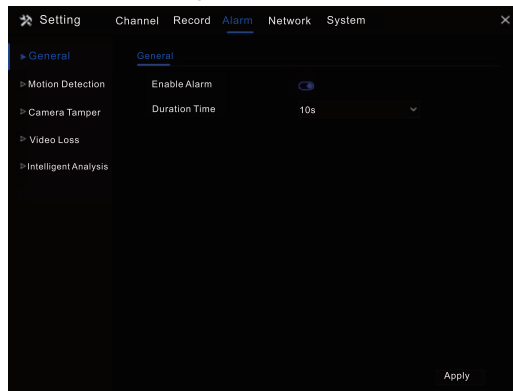 Setting Channel Record Alarm Network System
General General
Motion Detection Enable Alarm
Camera Tamper Duration Time 10s
Video Loss
Intelligent Analysis
Apply